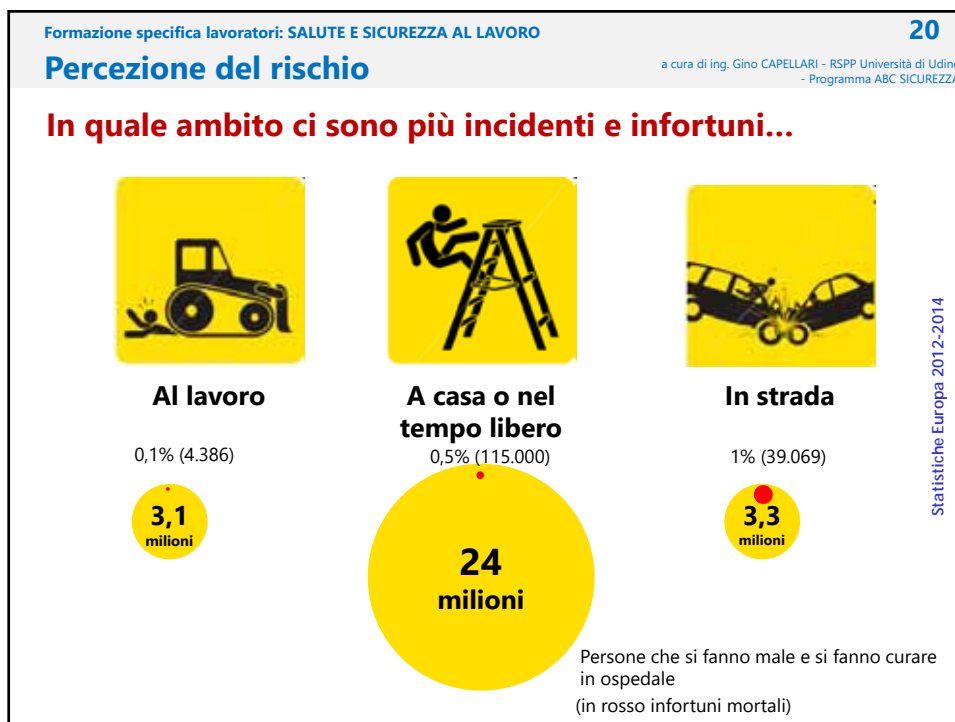 Formazione specifica lavoratori: SALUTE E SICUREZZA AL LAVORO
20
Percezione del rischio
a cura di ing. Gino CAPELLARI - RSPP Università di Udine
- Programma ABC SICUREZZA
In quale ambito ci sono più incidenti e infortuni...
Al lavoro
0,1% (4.386)
3,1
milioni
A casa o nel
tempo libero
0,5% (115.000)
24
milioni
In strada
1% (39.069)
3,3
milioni
Statistiche Europa 2012-2014
Persone che si fanno male e si fanno curare
in ospedale
(in rosso infortuni mortali)